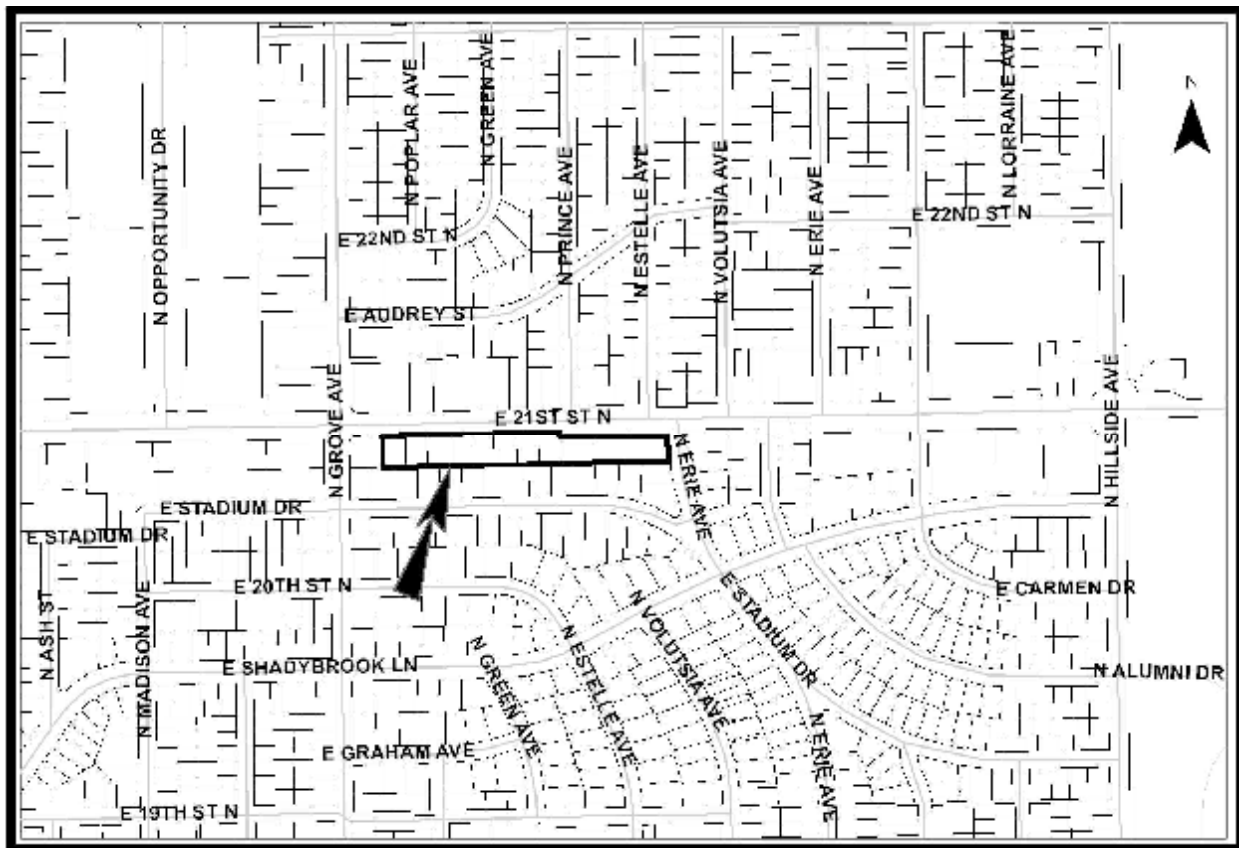 N POPLAR AVE
N GREEN AVE
N LORRAINE AVE
N OPPORTUNITY DR
N PRINCE AVE
N ESTELLE AVE
N VOLUTSIA AVE
N ERIE AVE
E 22ND ST N
E 22ND ST N
E AUDREY ST
N GROVE AVE
N HILLSIDE AVE
E 21ST ST N
N ERIE AVE
E STADIUM DR
E STADIUM DR
E 20TH ST N
E CARMEN DR
N ASH ST
N MADISON AVE
E STADIUM DR
N VOLUTSIA AVE
N ESTELLE AVE
N GREEN AVE
E SHADYBROOK LN
N ALUMNI DR
E GRAHAM AVE
N ERIE AVE
E 19TH ST N